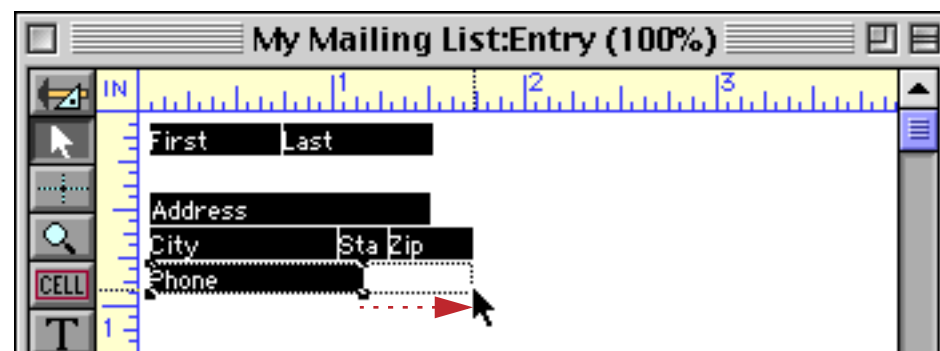 My Mailing List:Entry (100%)
IN 1 2 3
First Last
Address
City Sta Zip
CELL Phone
T 1